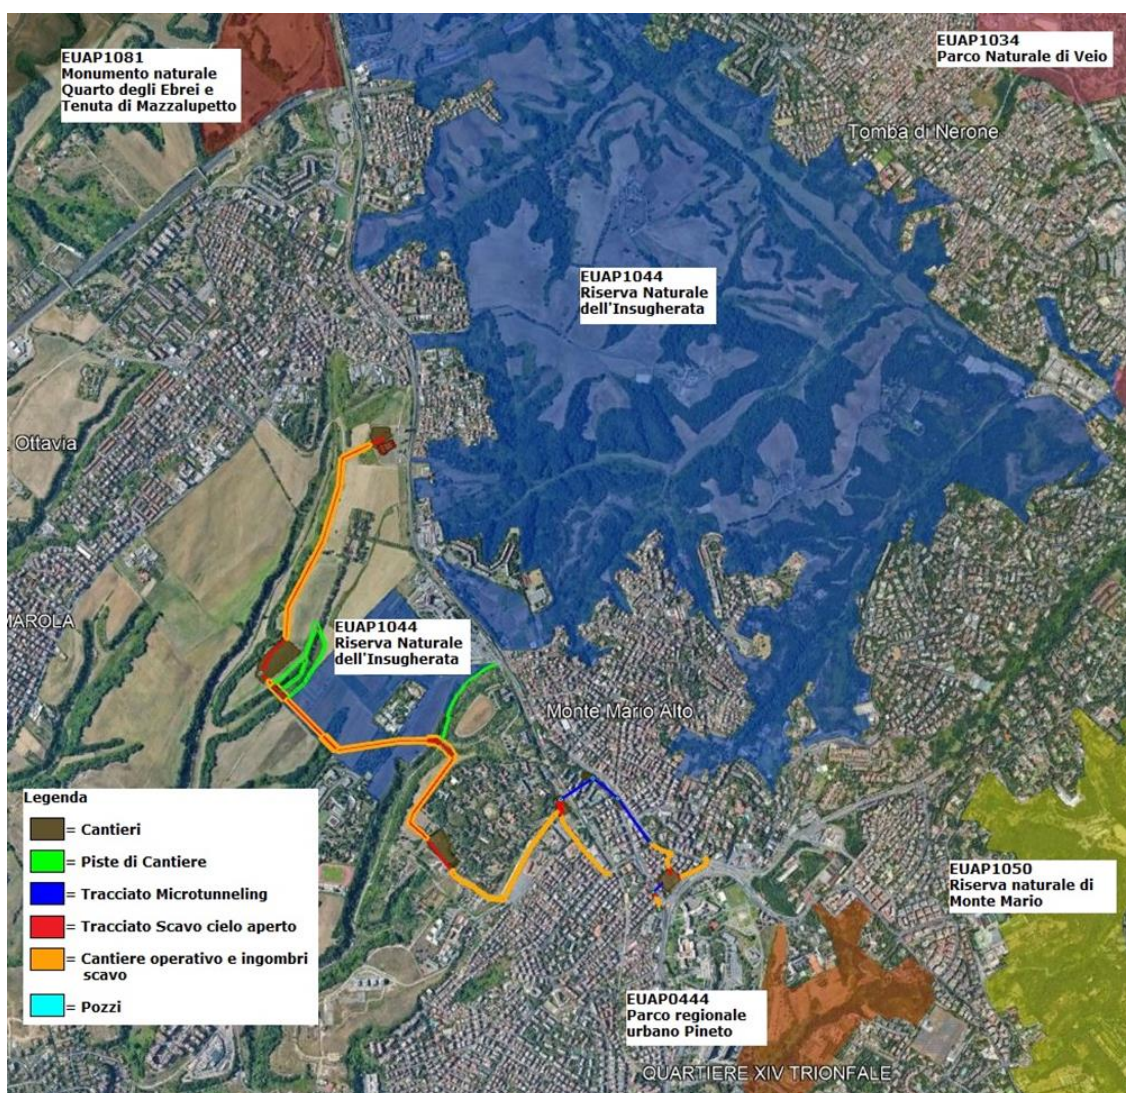 EUAP1081
Monumento naturale
Quarto degli Ebrei e
Tenuta di Mazzalupetto
EUAP1034
Parco Naturale di Veio
Tomba di Nerone
EUAP1044
Riserva Naturale
dell'Insugherata
Ottavia
EUAP1044
Riserva Naturale
dell'Insugherata
MAROLA
Monte Mario Alto
Legenda
= Cantieri
= Piste di Cantiere
= Tracciato Microtunneling
= Tracciato Scavo cielo aperto
= Cantiere operativo e ingombri
scavo
= Pozzi
EUAP1050
Riserva naturale di
Monte Mario
EUAP0444
Parco regionale
urbano Pineto
QUARTIERE XIV TRIONFALE